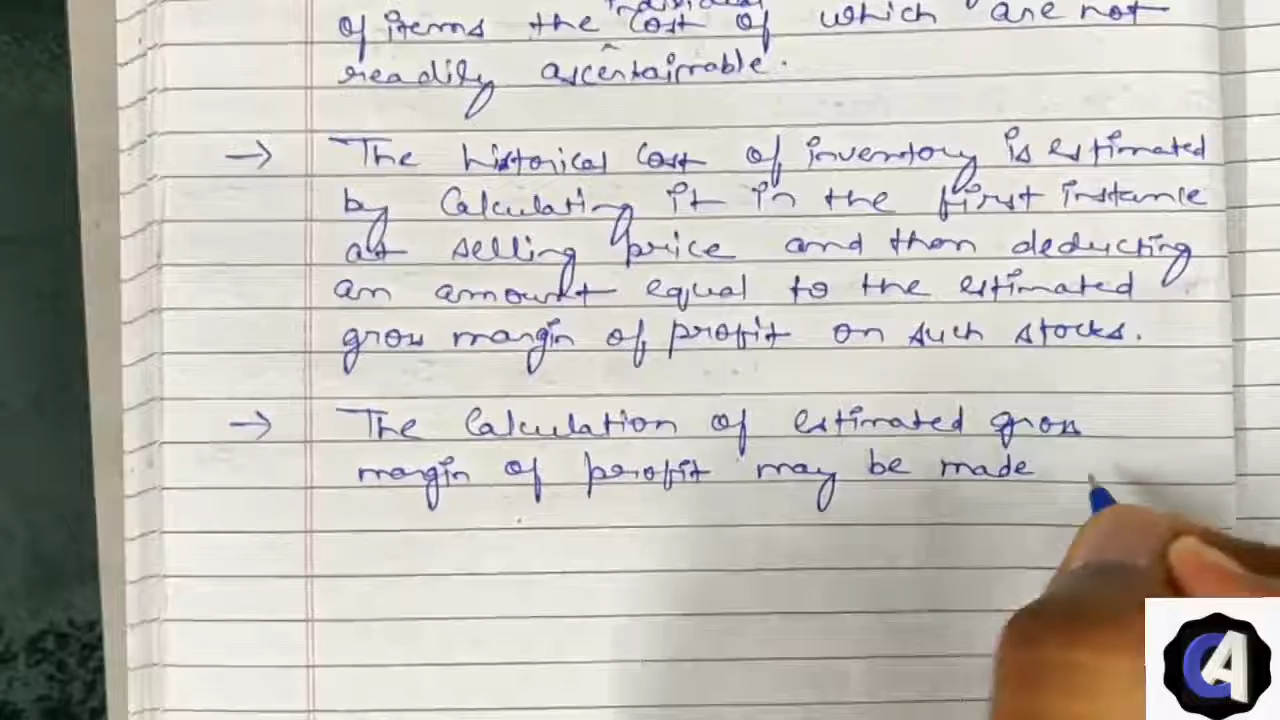 individual
of items the cost of which are not
readily ascertainable.
→ The historical cost of inventory is estimated
by calculating it in the first instance
at selling price and then deducting
an amount equal to the estimated
gross margin of profit on such stocks.
→ The calculation of estimated gross
margin of profit may be made
CA